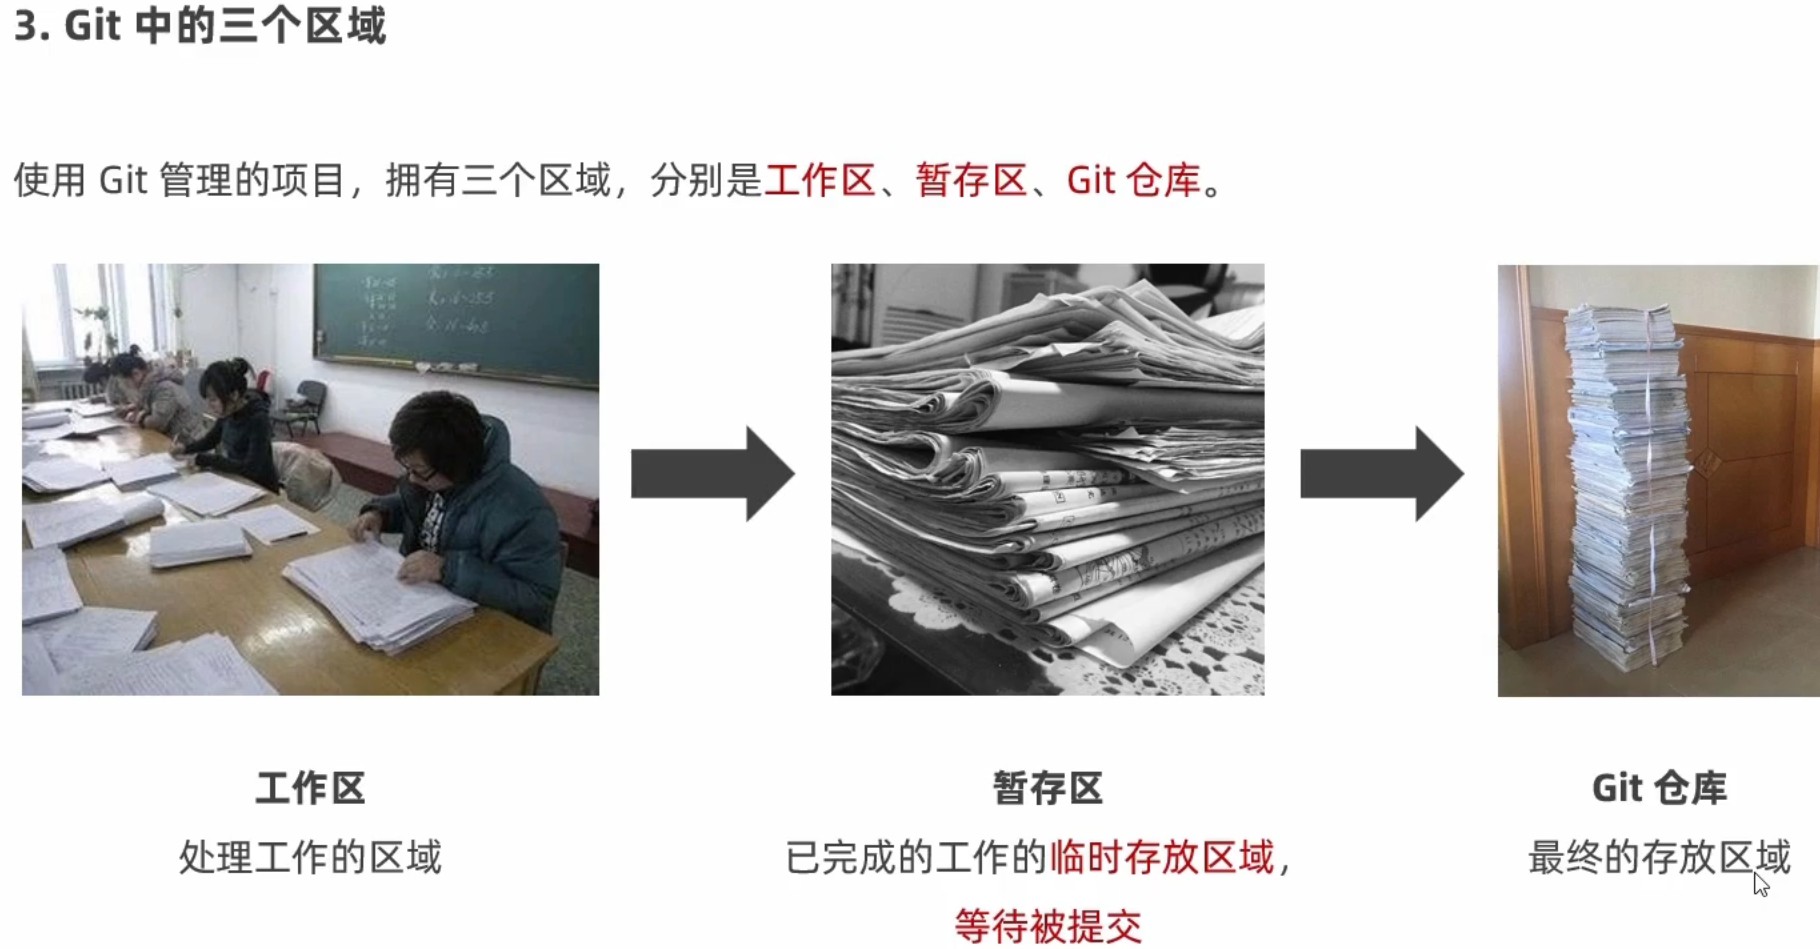 3. Git 中的三个区域
使用 Git 管理的项目，拥有三个区域，分别是工作区、暂存区、Git 仓库。
工作区
处理工作的区域
暂存区
已完成的工作的临时存放区域，
等待被提交
Git 仓库
最终的存放区域